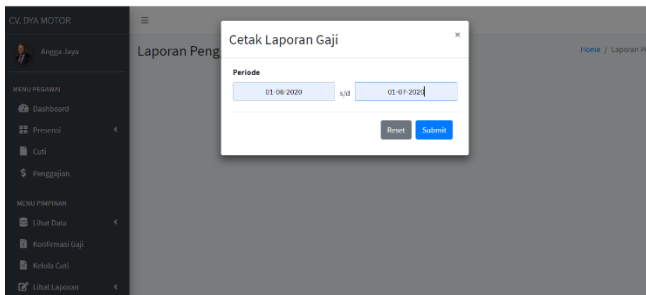 CV. DYA MOTOR
Angga Jaya
MENU PEGAWAI
Dashboard
Presensi
Cuti
Penggajian
MENU PIMPINAN
Lihat Data
Konfirmasi Gaji
Kelola Cuti
Lihat Laporan
Laporan Peng
Home / Laporan P
Cetak Laporan Gaji
×
Periode
01-06-2020 s/d 01-07-2020
Reset Submit